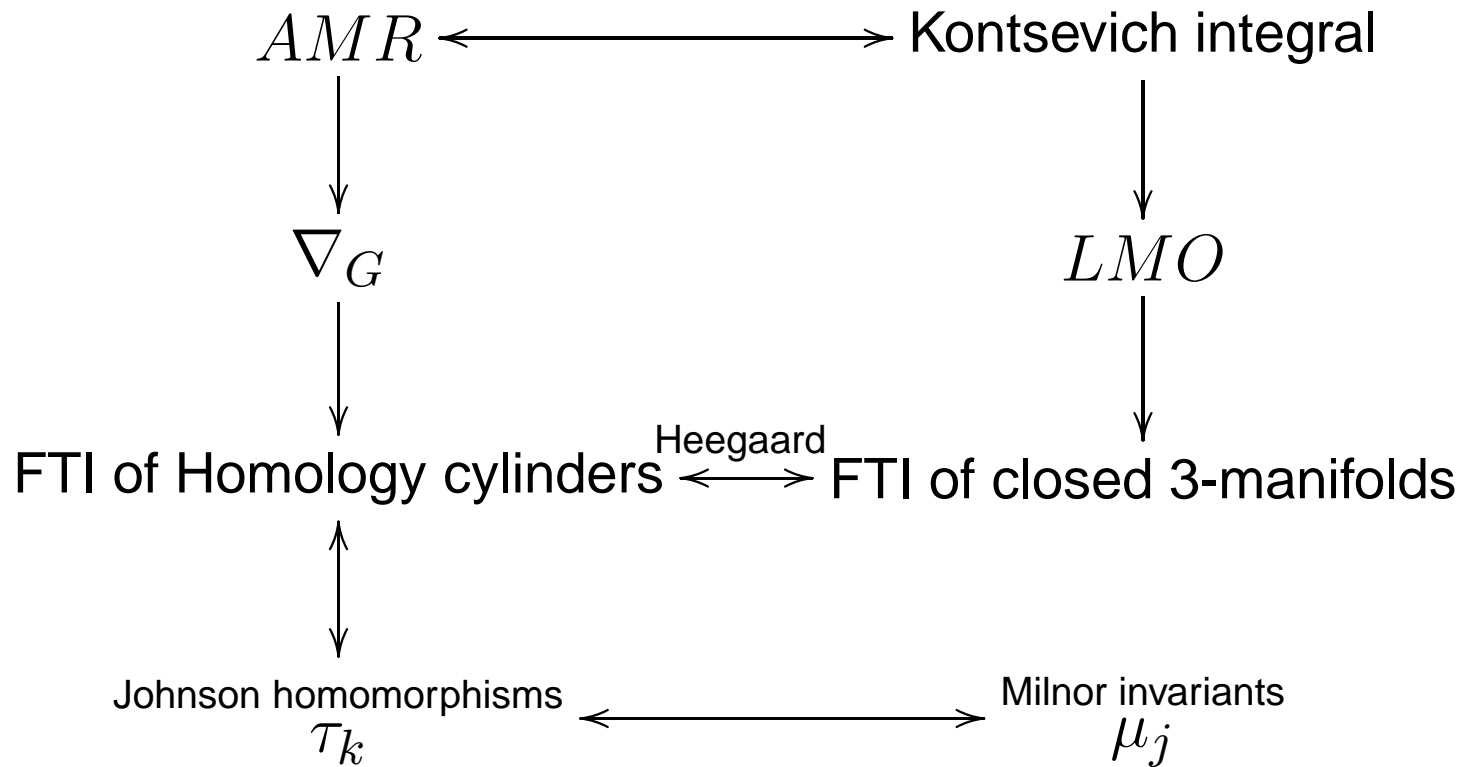 AMR Kontsevich integral
∇_G LMO
Heegaard
FTI of Homology cylinders FTI of closed 3-manifolds
Johnson homomorphisms Milnor invariants
τ_k μ_j